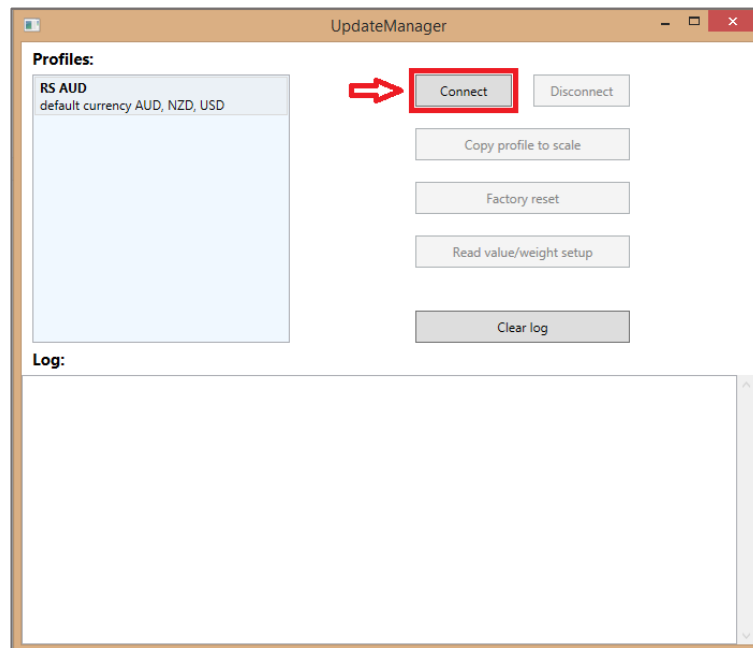 UpdateManager
Profiles:
RS AUD
default currency AUD, NZD, USD
Connect
Disconnect
Copy profile to scale
Factory reset
Read value/weight setup
Clear log
Log: